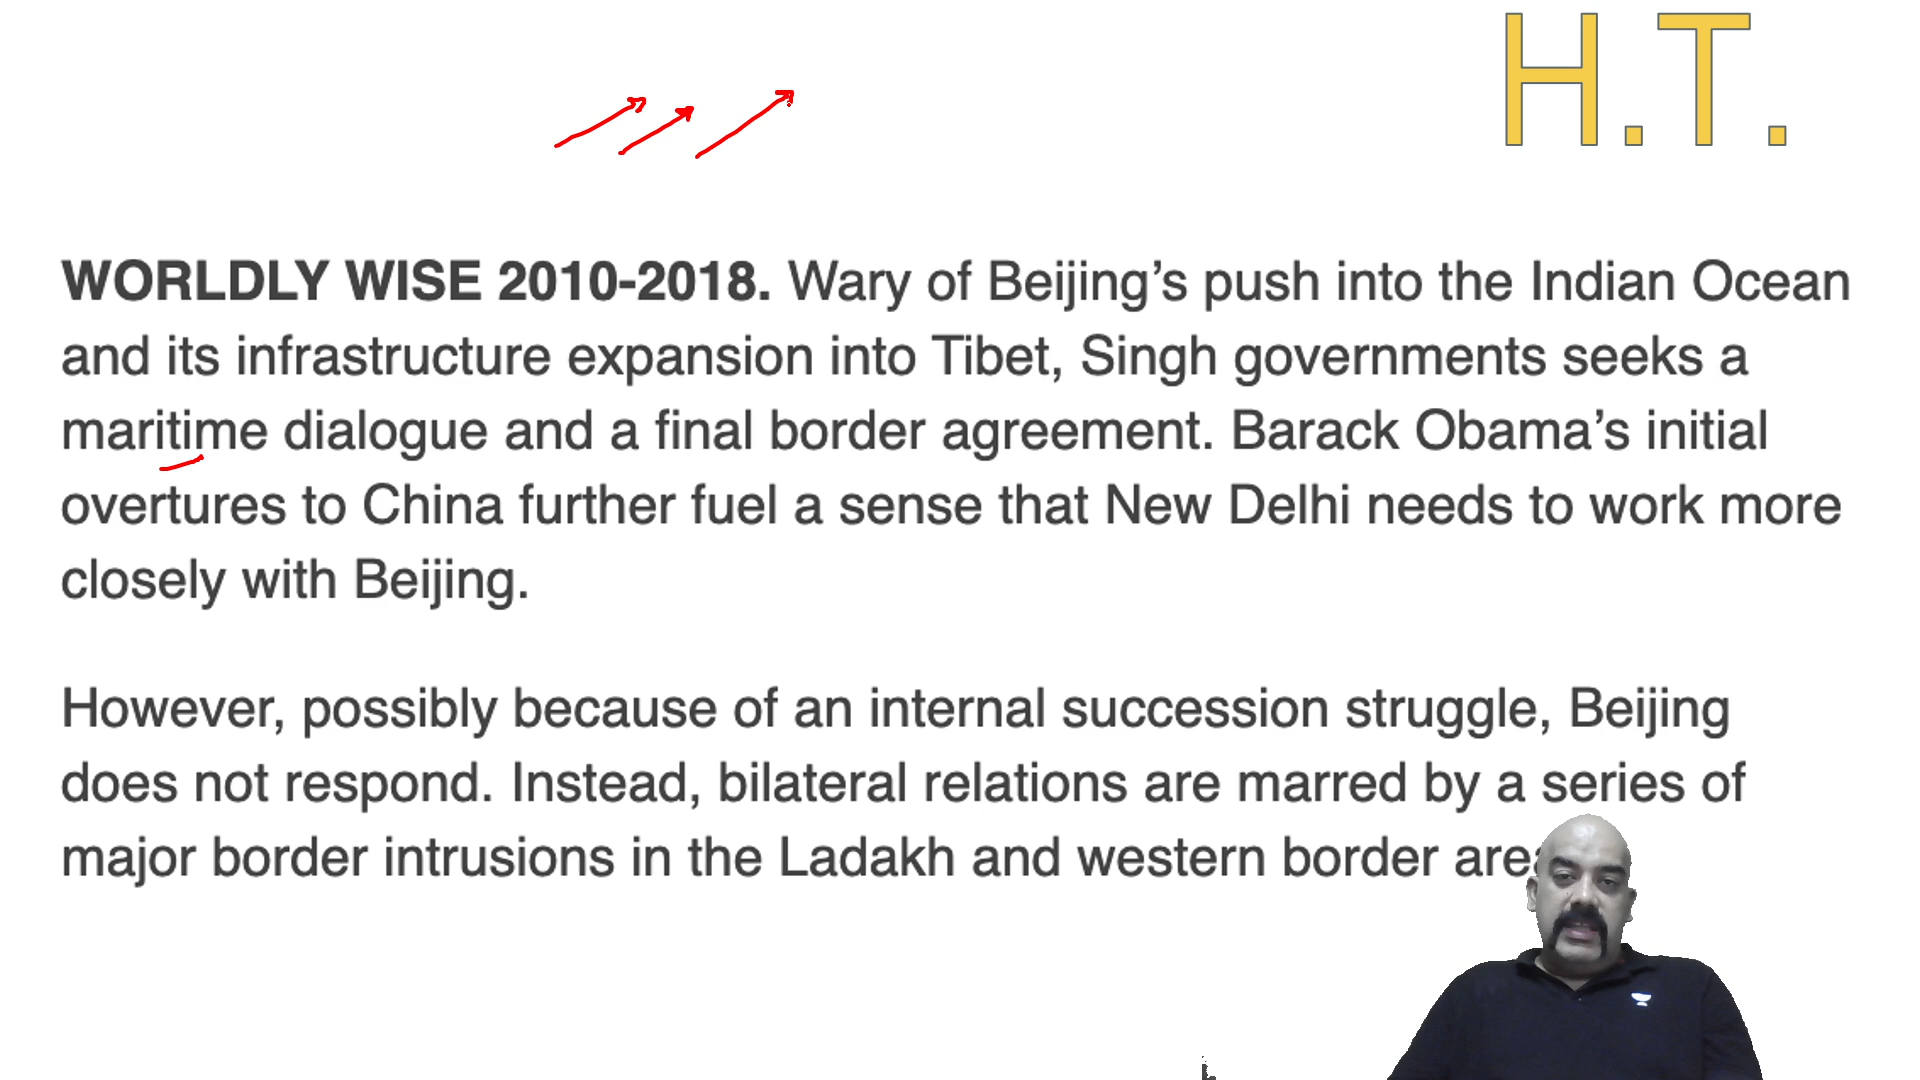 H.T.
WORLDLY WISE 2010-2018. Wary of Beijing’s push into the Indian Ocean
and its infrastructure expansion into Tibet, Singh governments seeks a
maritime dialogue and a final border agreement. Barack Obama’s initial
overtures to China further fuel a sense that New Delhi needs to work more
closely with Beijing.
However, possibly because of an internal succession struggle, Beijing
does not respond. Instead, bilateral relations are marred by a series of
major border intrusions in the Ladakh and western border